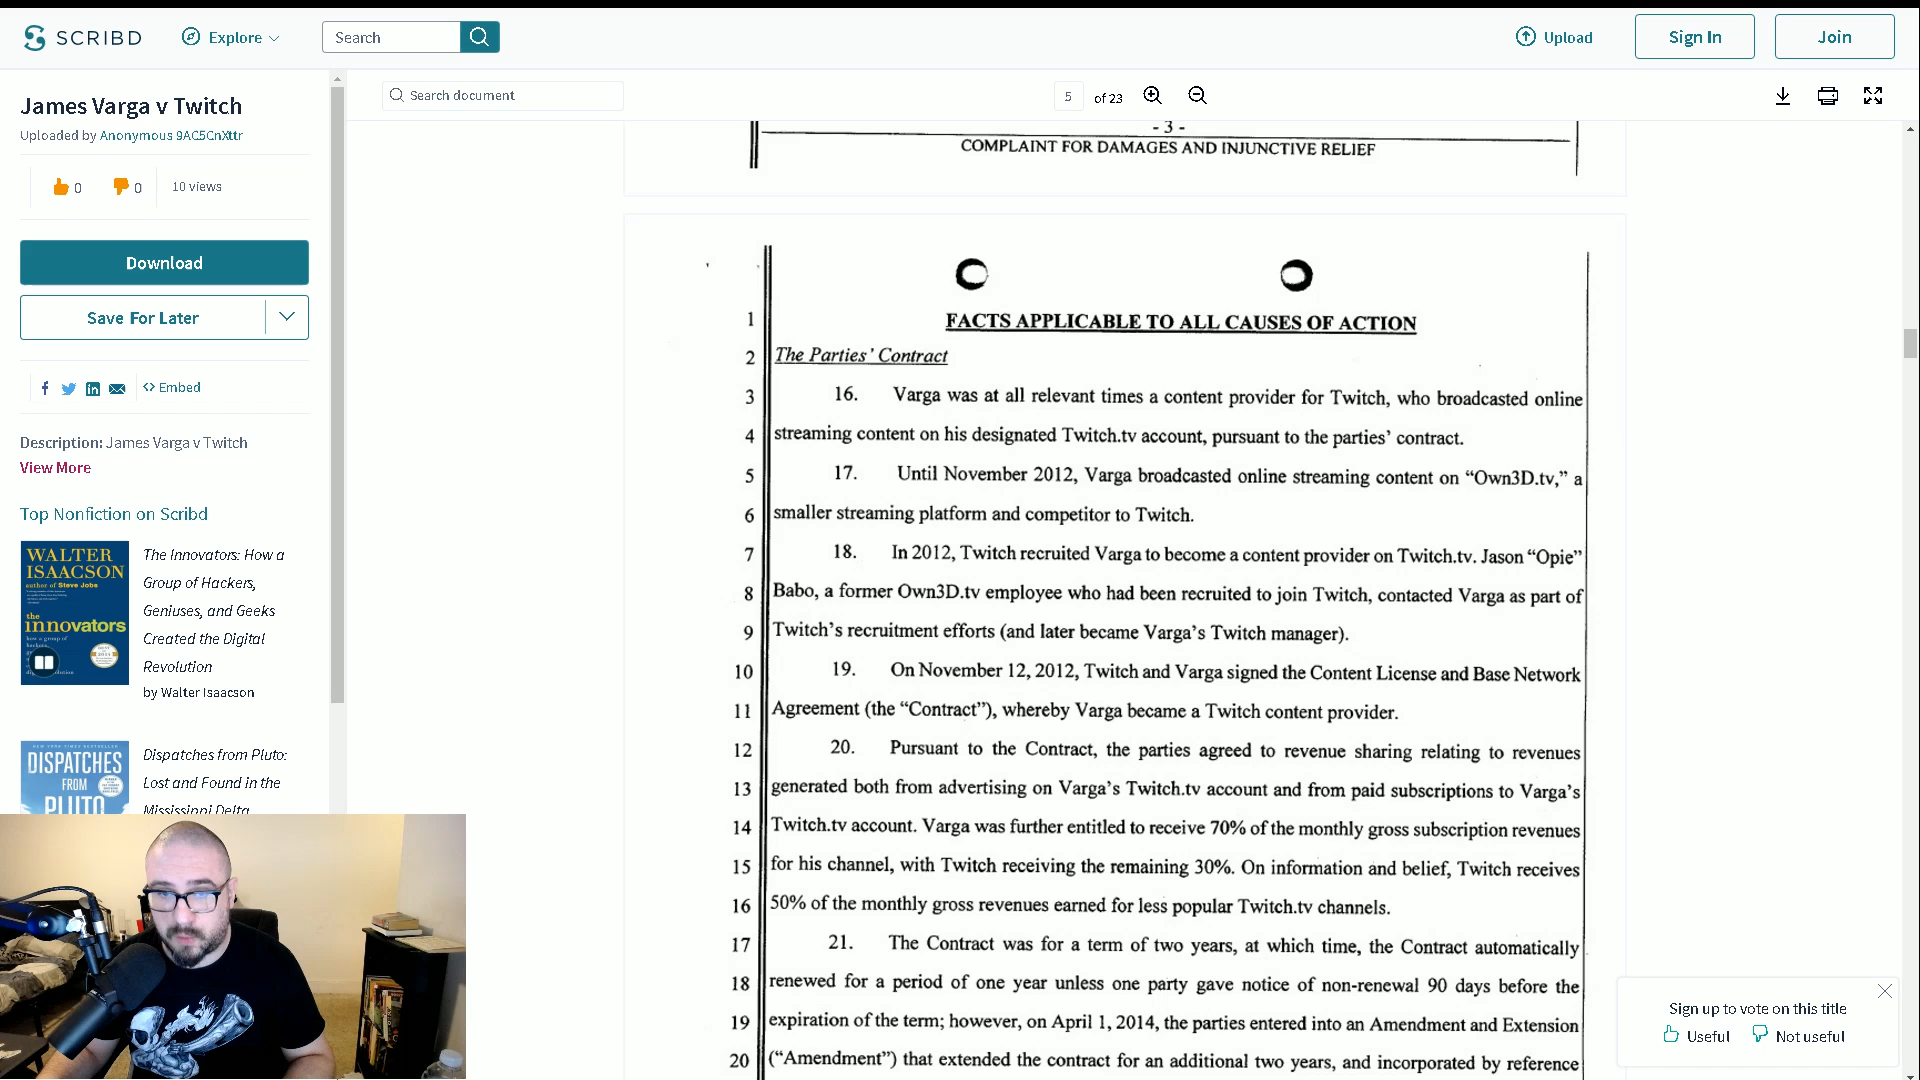 SCRIBD
Explore
Search
Upload
Sign In
Join
James Varga v Twitch
Uploaded by Anonymous 9AC5CnXttr
0
0
10 views
Download
Save For Later
<> Embed
Description: James Varga v Twitch
View More
Top Nonfiction on Scribd
WALTER
ISAACSON
author of Steve Jobs
the
innovators
The Innovators: How a
Group of Hackers,
Geniuses, and Geeks
Created the Digital
Revolution
by Walter Isaacson
DISPATCHES
FROM
PLUTO
Dispatches from Pluto:
Lost and Found in the
Mississippi Delta
Search document
5 of 23
- 3 -
COMPLAINT FOR DAMAGES AND INJUNCTIVE RELIEF
1 FACTS APPLICABLE TO ALL CAUSES OF ACTION
2 The Parties' Contract
3 16. Varga was at all relevant times a content provider for Twitch, who broadcasted online
4 streaming content on his designated Twitch.tv account, pursuant to the parties' contract.
5 17. Until November 2012, Varga broadcasted online streaming content on "Own3D.tv," a
6 smaller streaming platform and competitor to Twitch.
7 18. In 2012, Twitch recruited Varga to become a content provider on Twitch.tv. Jason "Opie"
8 Babo, a former Own3D.tv employee who had been recruited to join Twitch, contacted Varga as part of
9 Twitch's recruitment efforts (and later became Varga's Twitch manager).
10 19. On November 12, 2012, Twitch and Varga signed the Content License and Base Network
11 Agreement (the "Contract"), whereby Varga became a Twitch content provider.
12 20. Pursuant to the Contract, the parties agreed to revenue sharing relating to revenues
13 generated both from advertising on Varga's Twitch.tv account and from paid subscriptions to Varga's
14 Twitch.tv account. Varga was further entitled to receive 70% of the monthly gross subscription revenues
15 for his channel, with Twitch receiving the remaining 30%. On information and belief, Twitch receives
16 50% of the monthly gross revenues earned for less popular Twitch.tv channels.
17 21. The Contract was for a term of two years, at which time, the Contract automatically
18 renewed for a period of one year unless one party gave notice of non-renewal 90 days before the
19 expiration of the term; however, on April 1, 2014, the parties entered into an Amendment and Extension
20 ("Amendment") that extended the contract for an additional two years, and incorporated by reference
Sign up to vote on this title
Useful
Not useful